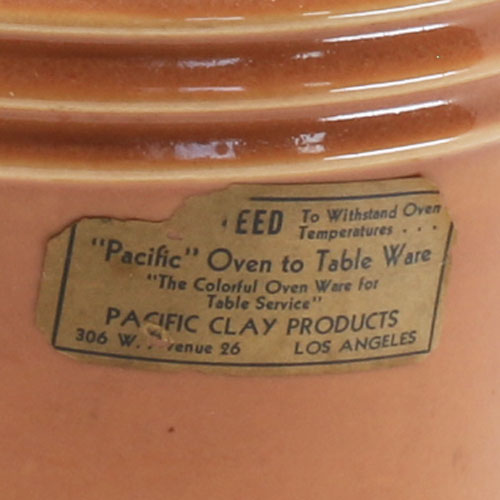 EED To Withstand Oven
Temperatures . . .
"Pacific" Oven to Table Ware
"The Colorful Oven Ware for
Table Service"
PACIFIC CLAY PRODUCTS
306 W. venue 26 LOS ANGELES